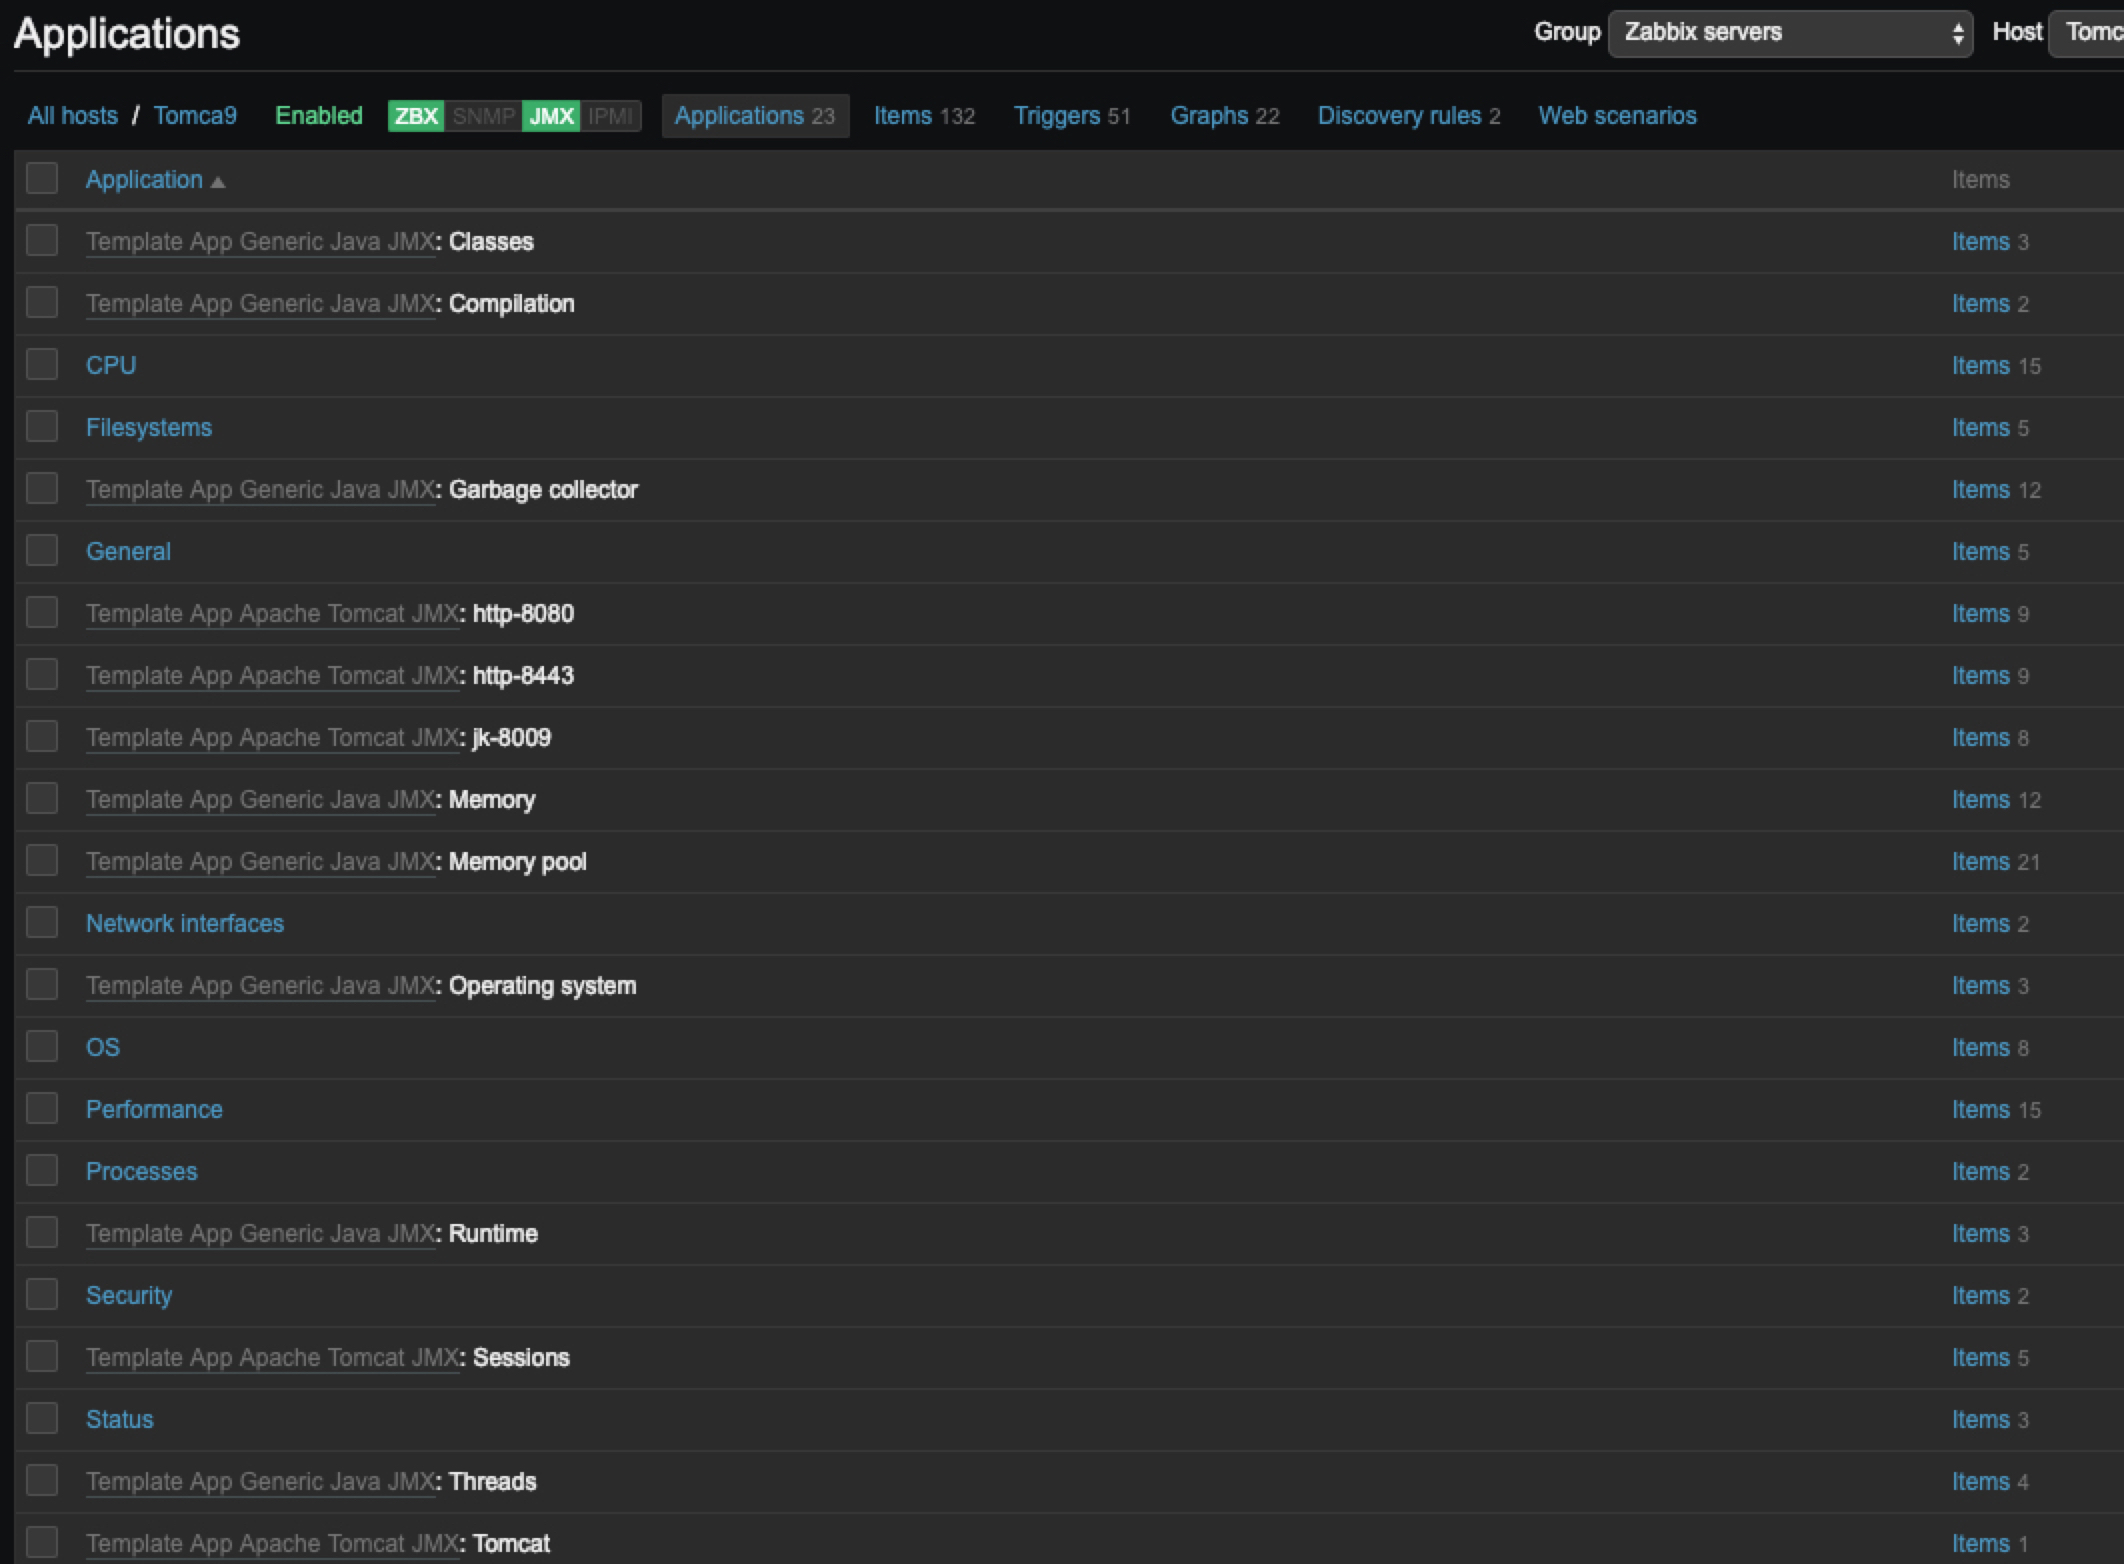 Applications Group Zabbix servers Host Tomc
All hosts / Tomca9 Enabled ZBX SNMP JMX IPMI Applications 23 Items 132 Triggers 51 Graphs 22 Discovery rules 2 Web scenarios
Application Items
Template App Generic Java JMX: Classes Items 3
Template App Generic Java JMX: Compilation Items 2
CPU Items 15
Filesystems Items 5
Template App Generic Java JMX: Garbage collector Items 12
General Items 5
Template App Apache Tomcat JMX: http-8080 Items 9
Template App Apache Tomcat JMX: http-8443 Items 9
Template App Apache Tomcat JMX: jk-8009 Items 8
Template App Generic Java JMX: Memory Items 12
Template App Generic Java JMX: Memory pool Items 21
Network interfaces Items 2
Template App Generic Java JMX: Operating system Items 3
OS Items 8
Performance Items 15
Processes Items 2
Template App Generic Java JMX: Runtime Items 3
Security Items 2
Template App Apache Tomcat JMX: Sessions Items 5
Status Items 3
Template App Generic Java JMX: Threads Items 4
Template App Apache Tomcat JMX: Tomcat Items 1